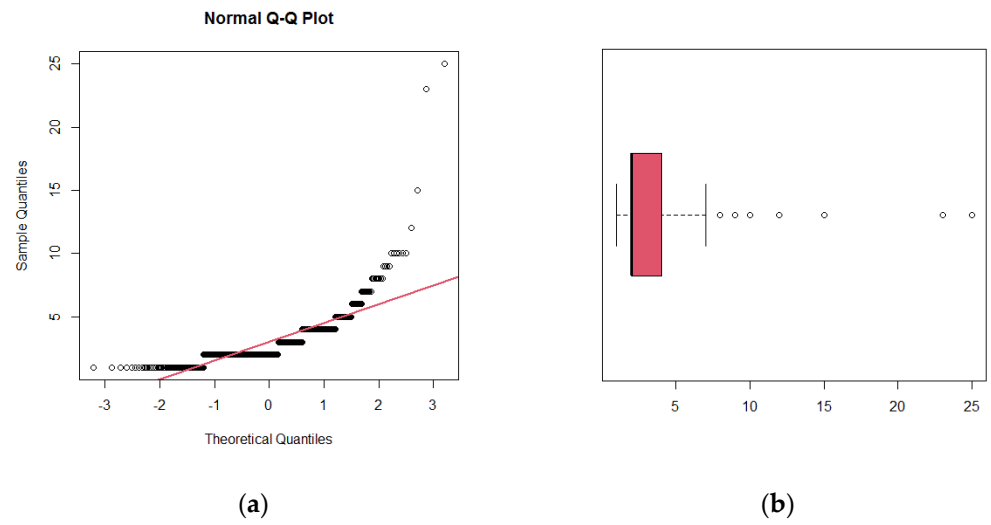 Normal Q-Q Plot
Sample Quantiles
25
20
15
10
5
-3 -2 -1 0 1 2 3
Theoretical Quantiles
5 10 15 20 25
(a) (b)